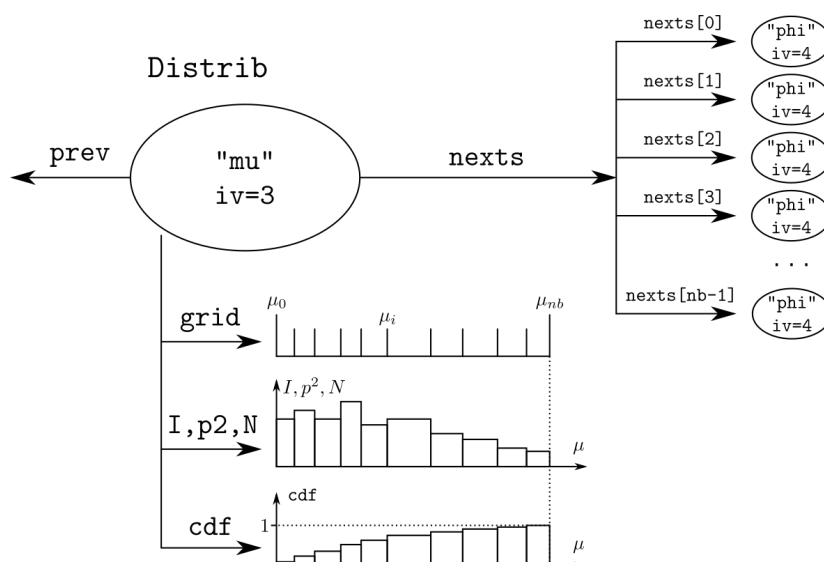 Distrib
prev
"mu"
iv=3
nexts
nexts[0]
"phi"
iv=4
nexts[1]
"phi"
iv=4
nexts[2]
"phi"
iv=4
nexts[3]
"phi"
iv=4
...
nexts[nb-1]
"phi"
iv=4
grid
μ₀
μᵢ
μₙb
I,p2,N
I, p², N
μ
cdf
cdf
1
μ